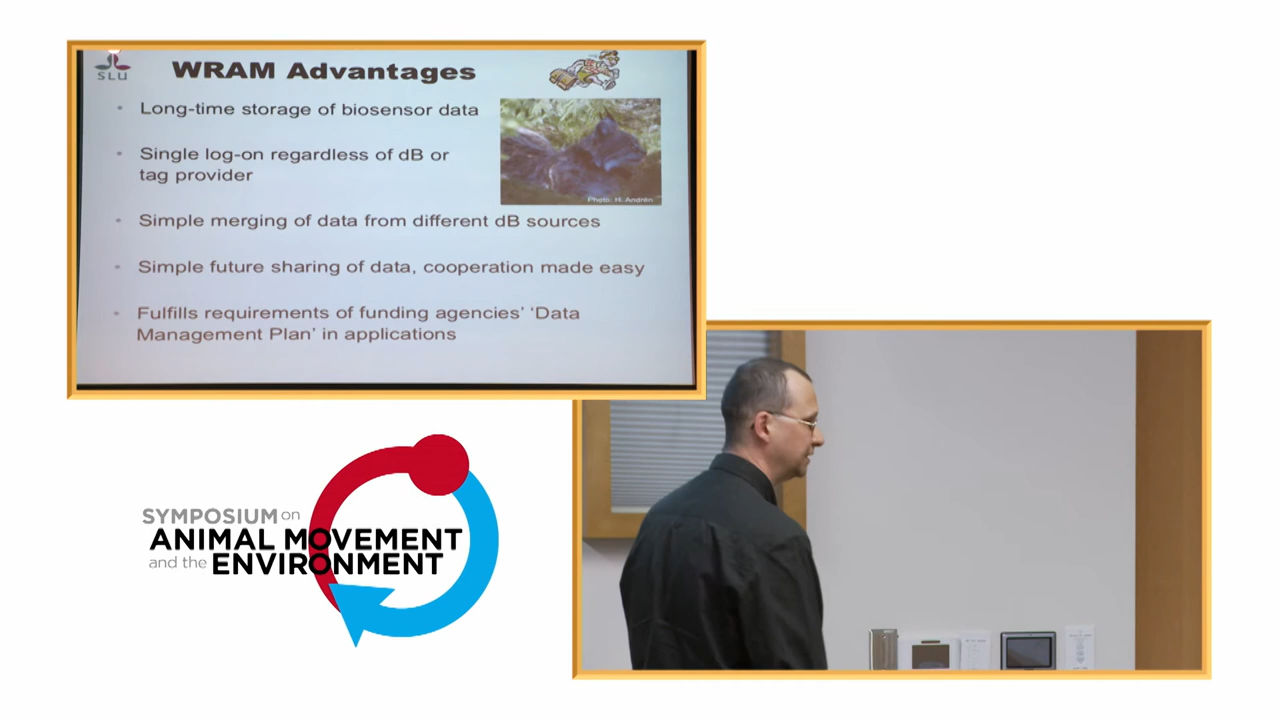 SLU
WRAM Advantages
• Long-time storage of biosensor data
• Single log-on regardless of dB or
tag provider
Photo: H. Andrén
• Simple merging of data from different dB sources
• Simple future sharing of data, cooperation made easy
• Fulfills requirements of funding agencies’ ‘Data
Management Plan’ in applications
SYMPOSIUM on
ANIMAL MOVEMENT
and the ENVIRONMENT